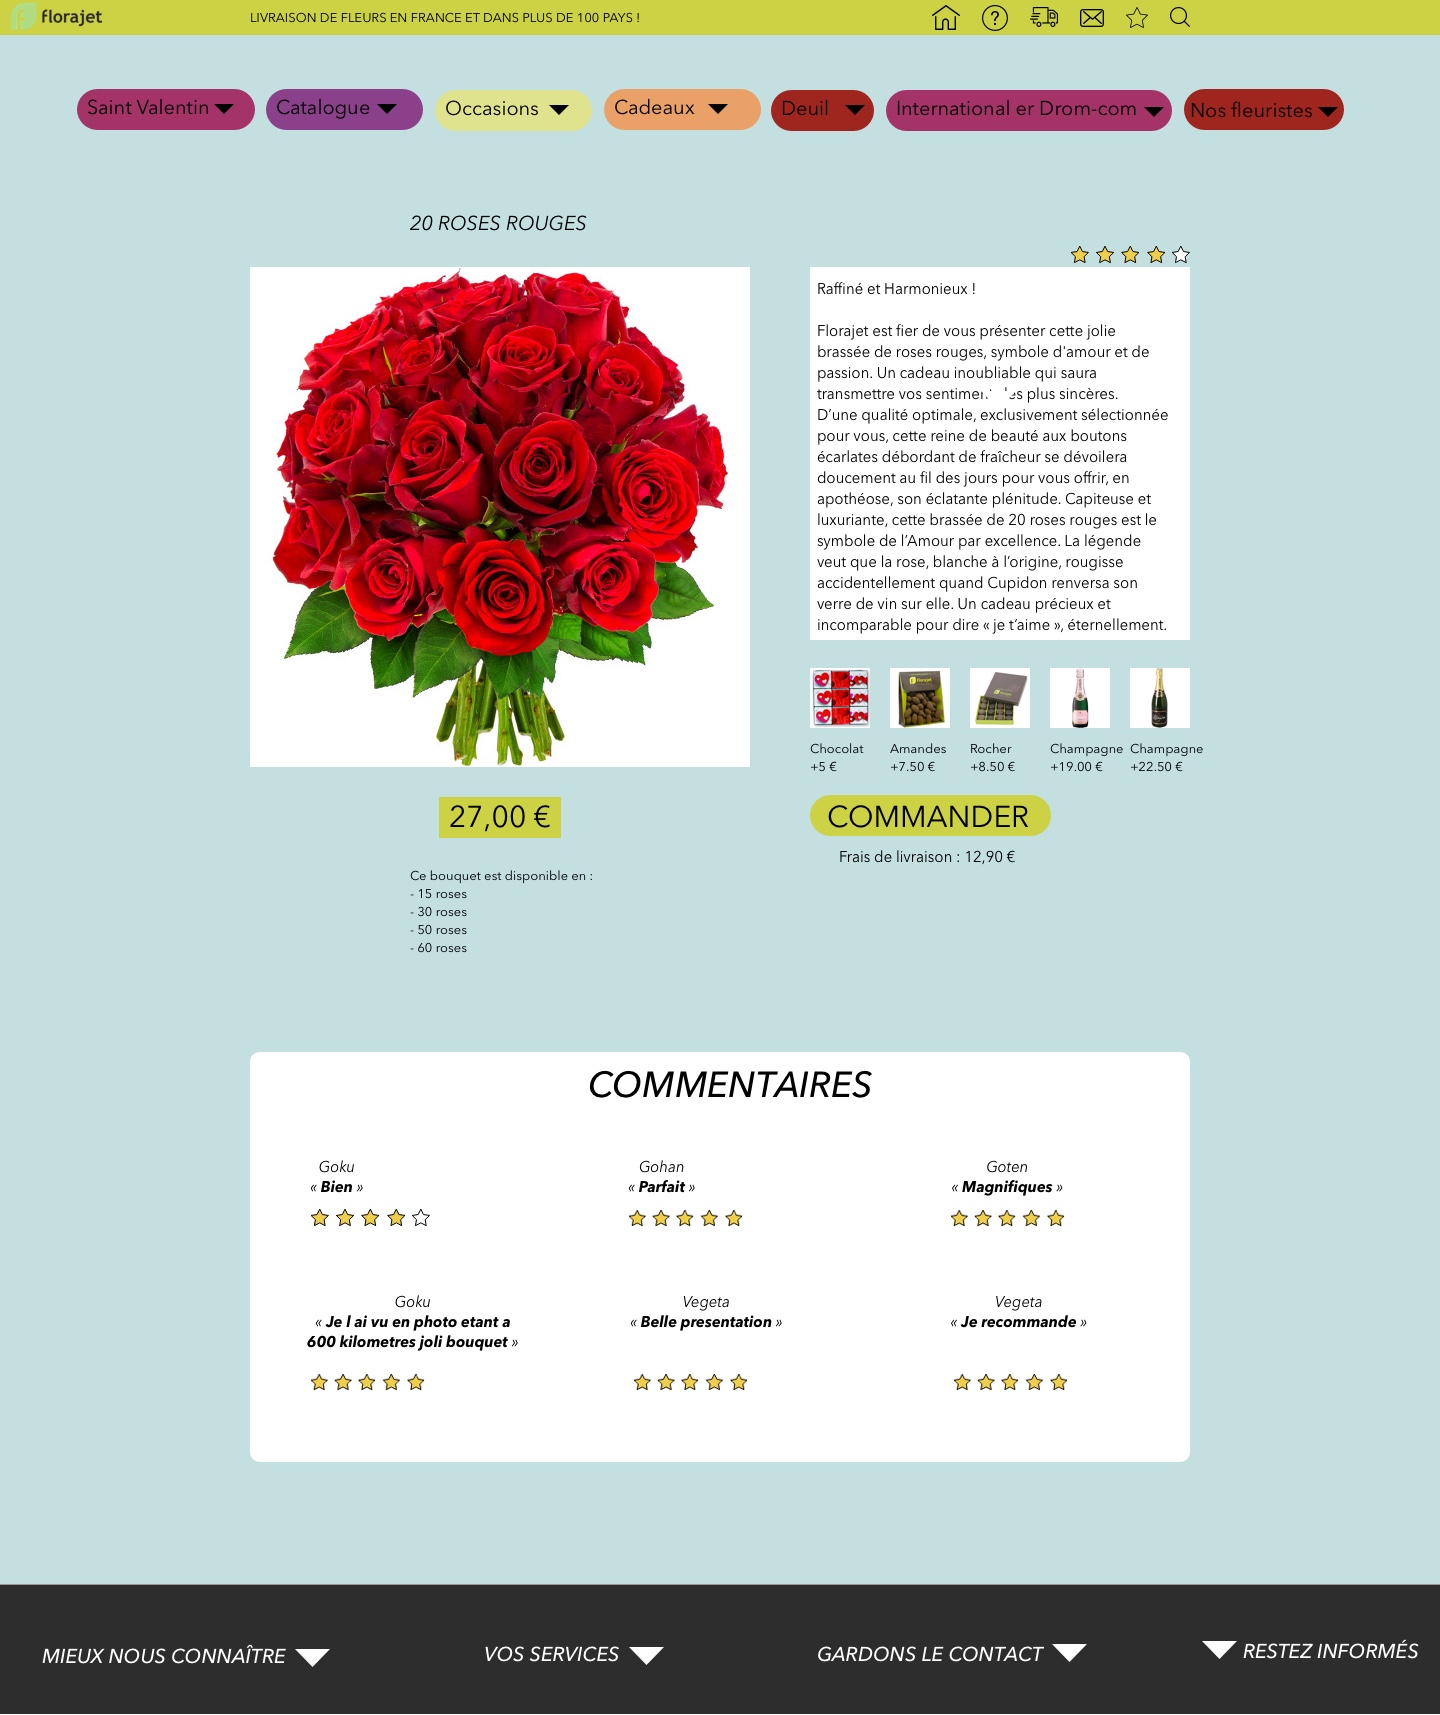 florajet
LIVRAISON DE FLEURS EN FRANCE ET DANS PLUS DE 100 PAYS !
Saint Valentin
Catalogue
Occasions
Cadeaux
Deuil
International er Drom-com
Nos fleuristes
20 ROSES ROUGES
Raffiné et Harmonieux !
Florajet est fier de vous présenter cette jolie
brassée de roses rouges, symbole d'amour et de
passion. Un cadeau inoubliable qui saura
transmettre vos plus sincères.
D’une qualité optimale, exclusivement sélectionnée
pour vous, cette reine de beauté aux boutons
écarlates débordant de fraîcheur se dévoilera
doucement au fil des jours pour vous offrir, en
apothéose, son éclatante plénitude. Capiteuse et
luxuriante, cette brassée de 20 roses rouges est le
symbole de l’Amour par excellence. La légende
veut que la rose, blanche à l’origine, rougisse
accidentellement quand Cupidon renversa son
verre de vin sur elle. Un cadeau précieux et
incomparable pour dire « je t’aime », éternellement.
florajet
Chocolat
+5 €
Amandes
+7.50 €
Rocher
+8.50 €
Champagne
+19.00 €
Champagne
+22.50 €
27,00 €
COMMANDER
Frais de livraison : 12,90 €
Ce bouquet est disponible en :
- 15 roses
- 30 roses
- 50 roses
- 60 roses
COMMENTAIRES
Goku
« Bien »
Gohan
« Parfait »
Goten
« Magnifiques »
Goku
« Je l ai vu en photo etant a
600 kilometres joli bouquet »
Vegeta
« Belle presentation »
Vegeta
« Je recommande »
MIEUX NOUS CONNAÎTRE
VOS SERVICES
GARDONS LE CONTACT
RESTEZ INFORMÉS